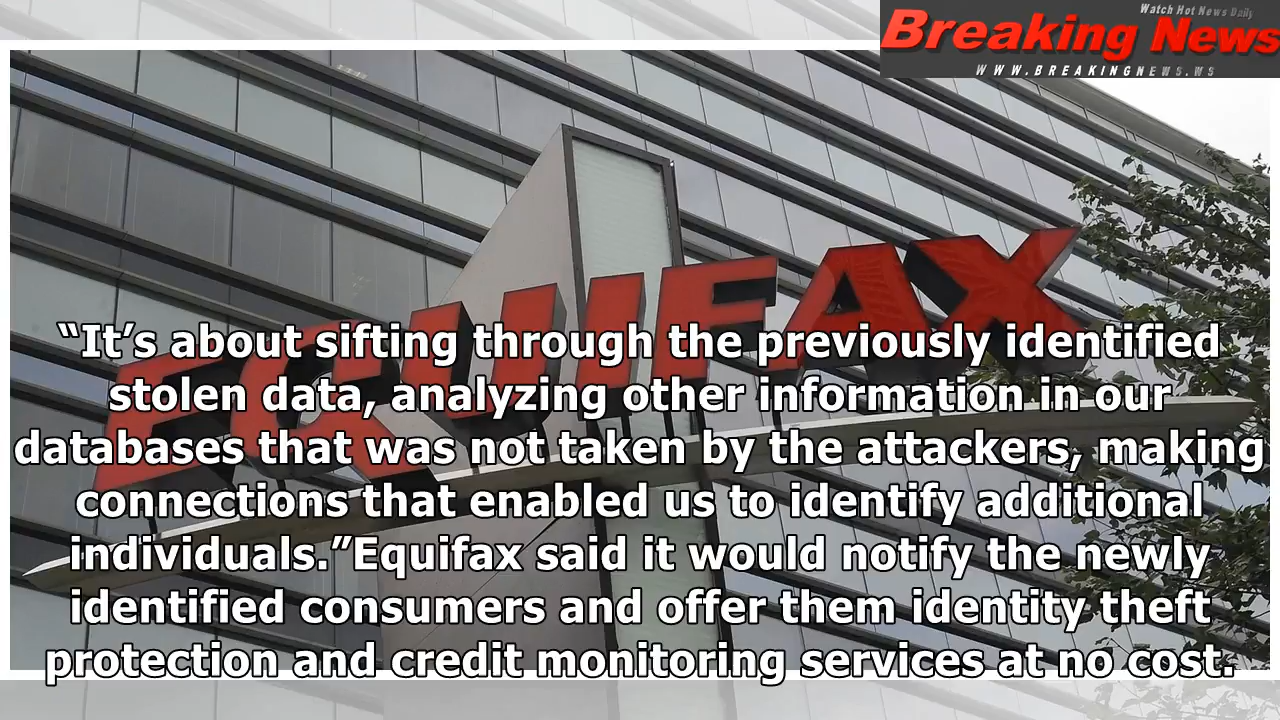 Watch Hot News Daily
Breaking News
WWW.BREAKINGNEWS.WS
EQUIFAX
“It’s about sifting through the previously identified
stolen data, analyzing other information in our
databases that was not taken by the attackers, making
connections that enabled us to identify additional
individuals.”Equifax said it would notify the newly
identified consumers and offer them identity theft
protection and credit monitoring services at no cost.